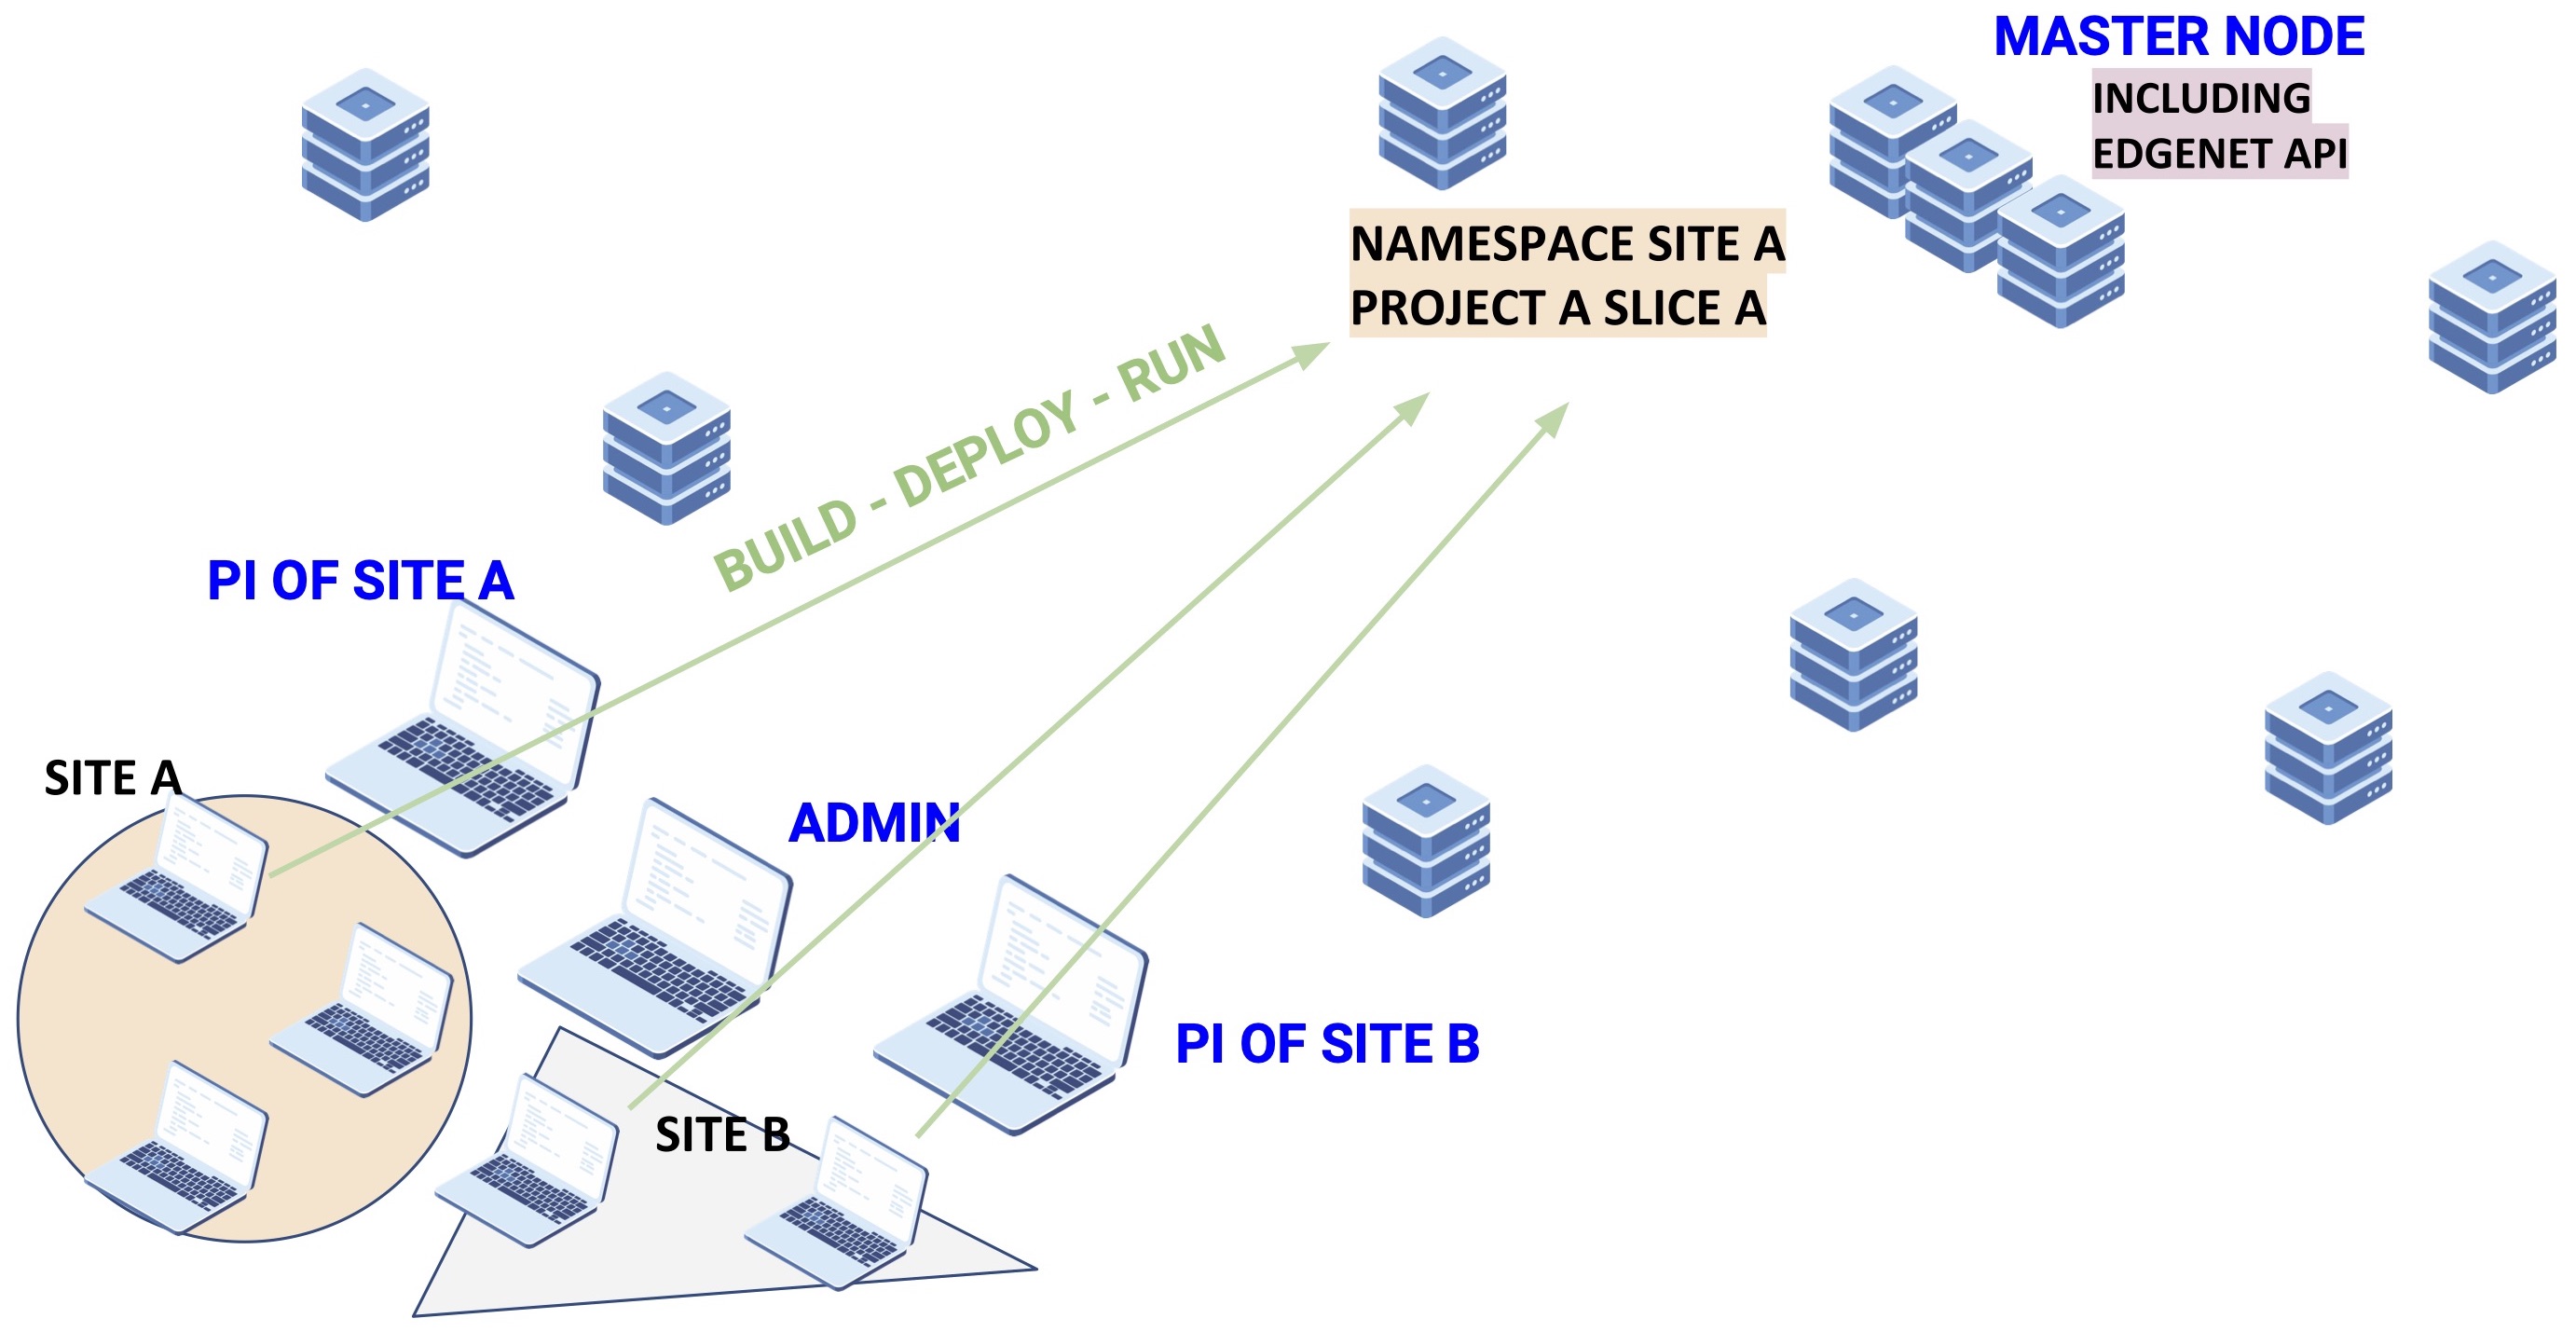 MASTER NODE
INCLUDING
EDGENET API
NAMESPACE SITE A
PROJECT A SLICE A
BUILD - DEPLOY - RUN
PI OF SITE A
SITE A
ADMIN
PI OF SITE B
SITE B